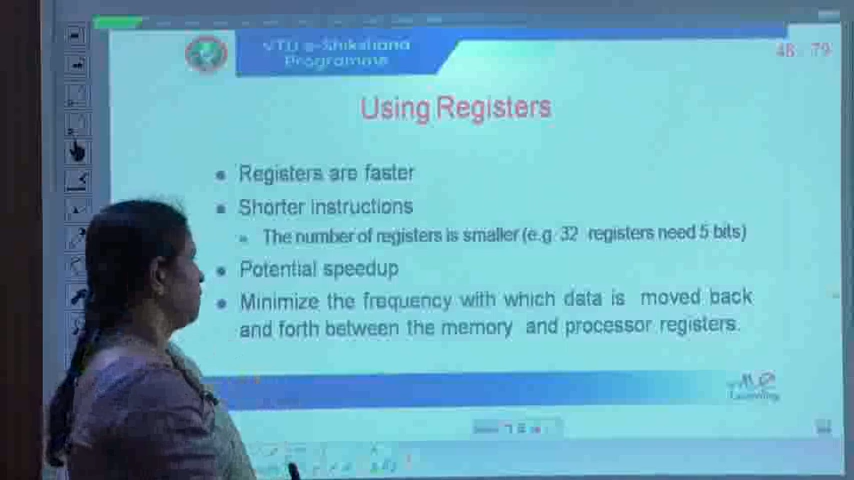 VTU e-Shikshana
Programme
48 - 79
Using Registers
• Registers are faster
• Shorter instructions
• The number of registers is smaller (e.g. 32 registers need 5 bits)
• Potential speedup
• Minimize the frequency with which data is moved back
and forth between the memory and processor registers.
Learning